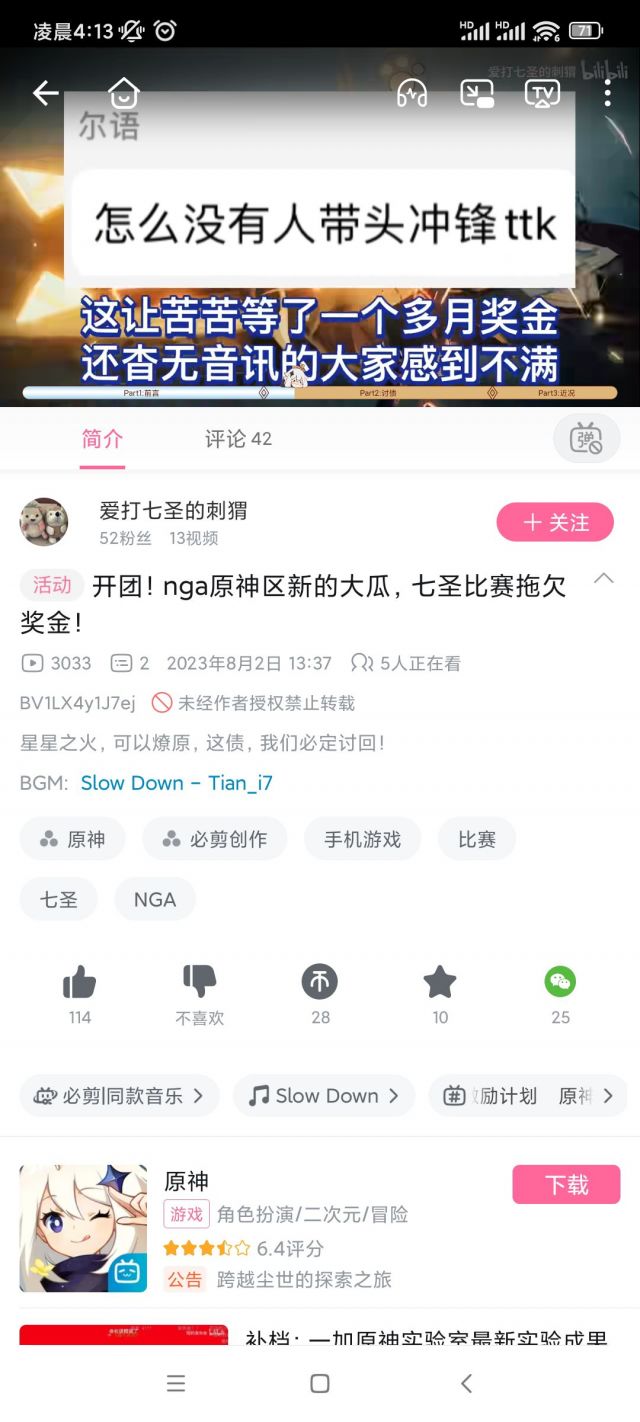 凌晨4:13
HD HD 6 71
爱打七圣的刺猬 bilibili
TV
尔语
怎么没有人带头冲锋ttk
这让苦苦等了一个多月奖金
还杳无音讯的大家感到不满
Part1:前言 Part2:讨债 Part3:近况
简介 评论 42 弹
爱打七圣的刺猬
52粉丝 13视频
+ 关注
活动 开团！nga原神区新的大瓜，七圣比赛拖欠
奖金！
3033 2 2023年8月2日 13:37 5人正在看
BV1LX4y1J7ej 未经作者授权禁止转载
星星之火，可以燎原，这债，我们必定讨回！
BGM: Slow Down - Tian_i7
原神 必剪创作 手机游戏 比赛
七圣 NGA
114 不喜欢 28 10 25
必剪|同款音乐 Slow Down 励计划 原神
原神
下载
游戏 角色扮演/二次元/冒险
6.4评分
公告 跨越尘世的探索之旅
补档：一加原神实验室最新实验成果